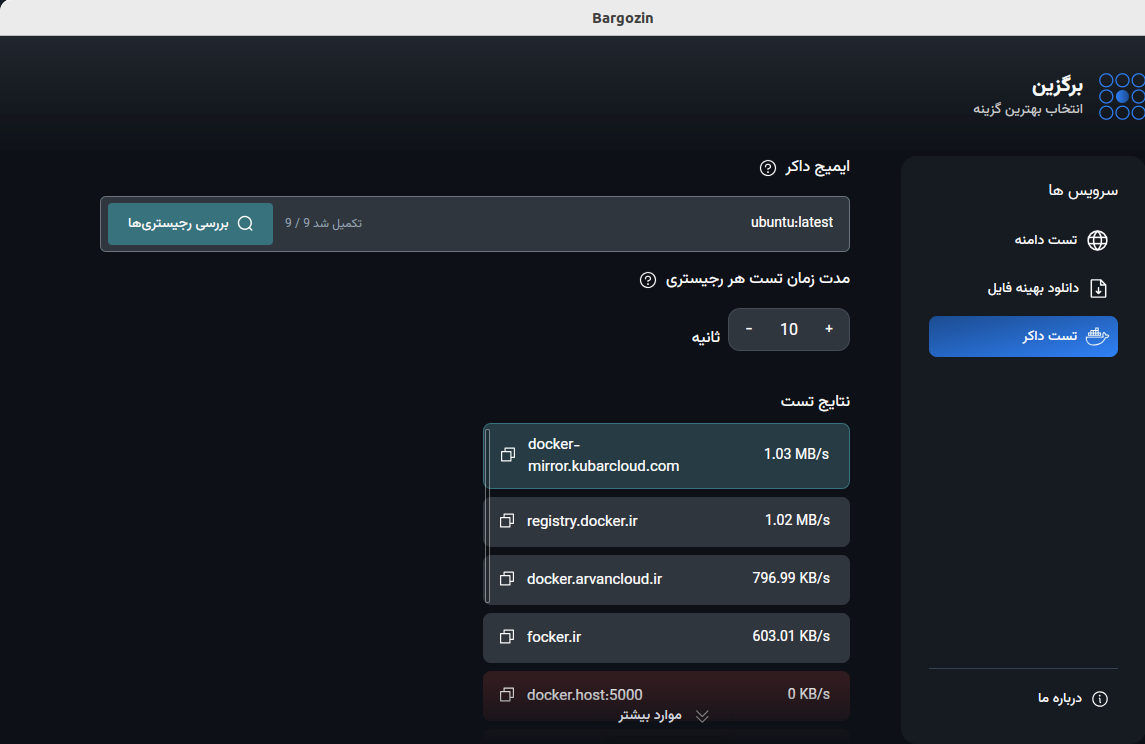 Bargozin
برگزین
انتخاب بهترین گزینه
سرویس ها
تست دامنه
دانلود بهینه فایل
تست داکر
درباره ما
ایمیج داکر
ubuntu:latest
تکمیل شد 9 / 9
بررسی رجیستری‌ها
مدت زمان تست هر رجیستری
+ 10 -
ثانیه
نتایج تست
docker-
mirror.kubarcloud.com
1.03 MB/s
registry.docker.ir 1.02 MB/s
docker.arvancloud.ir 796.99 KB/s
focker.ir 603.01 KB/s
docker.host:5000 0 KB/s
موارد بیشتر